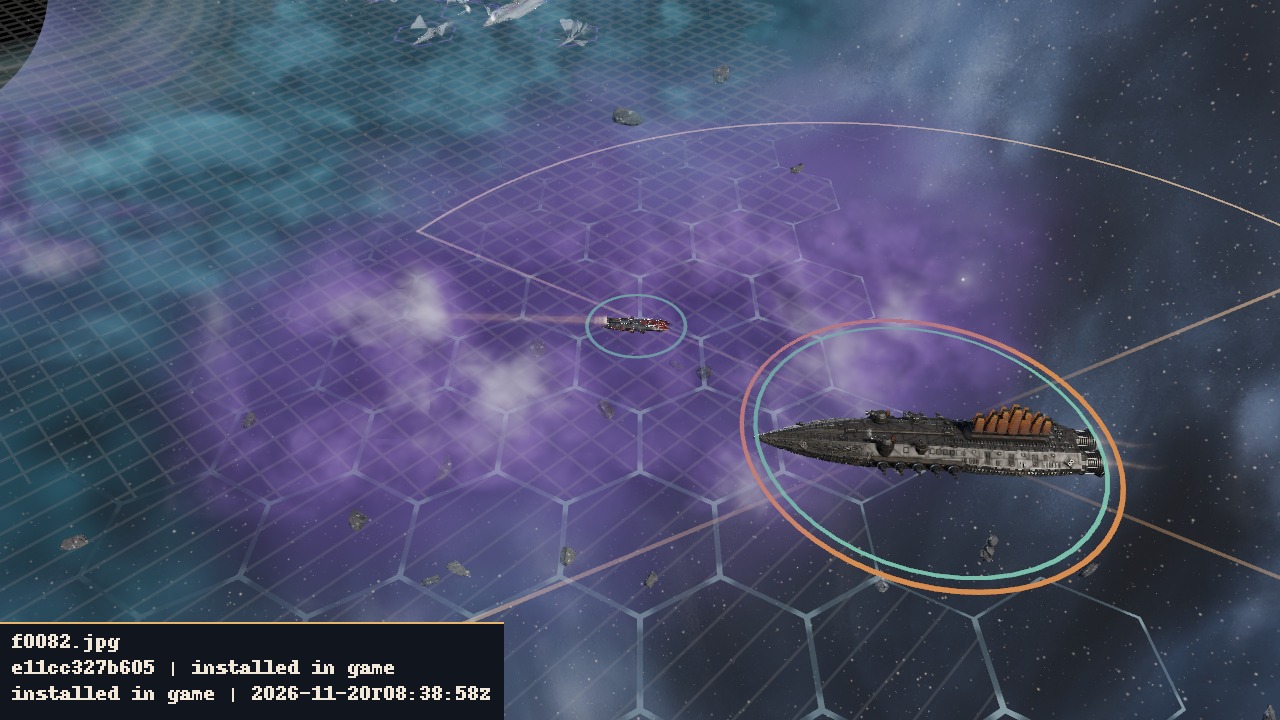 f0082.jpg
e11cc327b605 | installed in game
installed in game | 2026-11-20T08:38:58Z